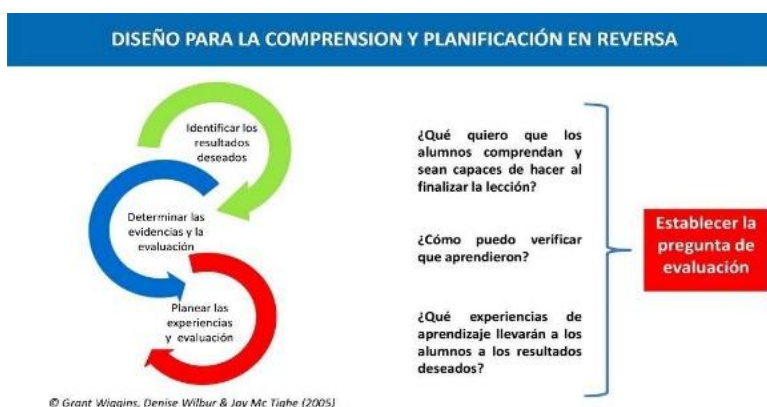 DISEÑO PARA LA COMPRENSION Y PLANIFICACIÓN EN REVERSA
Identificar los
resultados
deseados
Determinar las
evidencias y la
evaluación
Planear las
experiencias
y evaluación
¿Qué quiero que los
alumnos comprendan y
sean capaces de hacer al
finalizar la lección?
¿Cómo puedo verificar
que aprendieron?
¿Qué experiencias de
aprendizaje llevarán a los
alumnos a los resultados
deseados?
Establecer la
pregunta de
evaluación
© Grant Wiggins, Denise Wilbur & Jay Mc Tighe (2005)